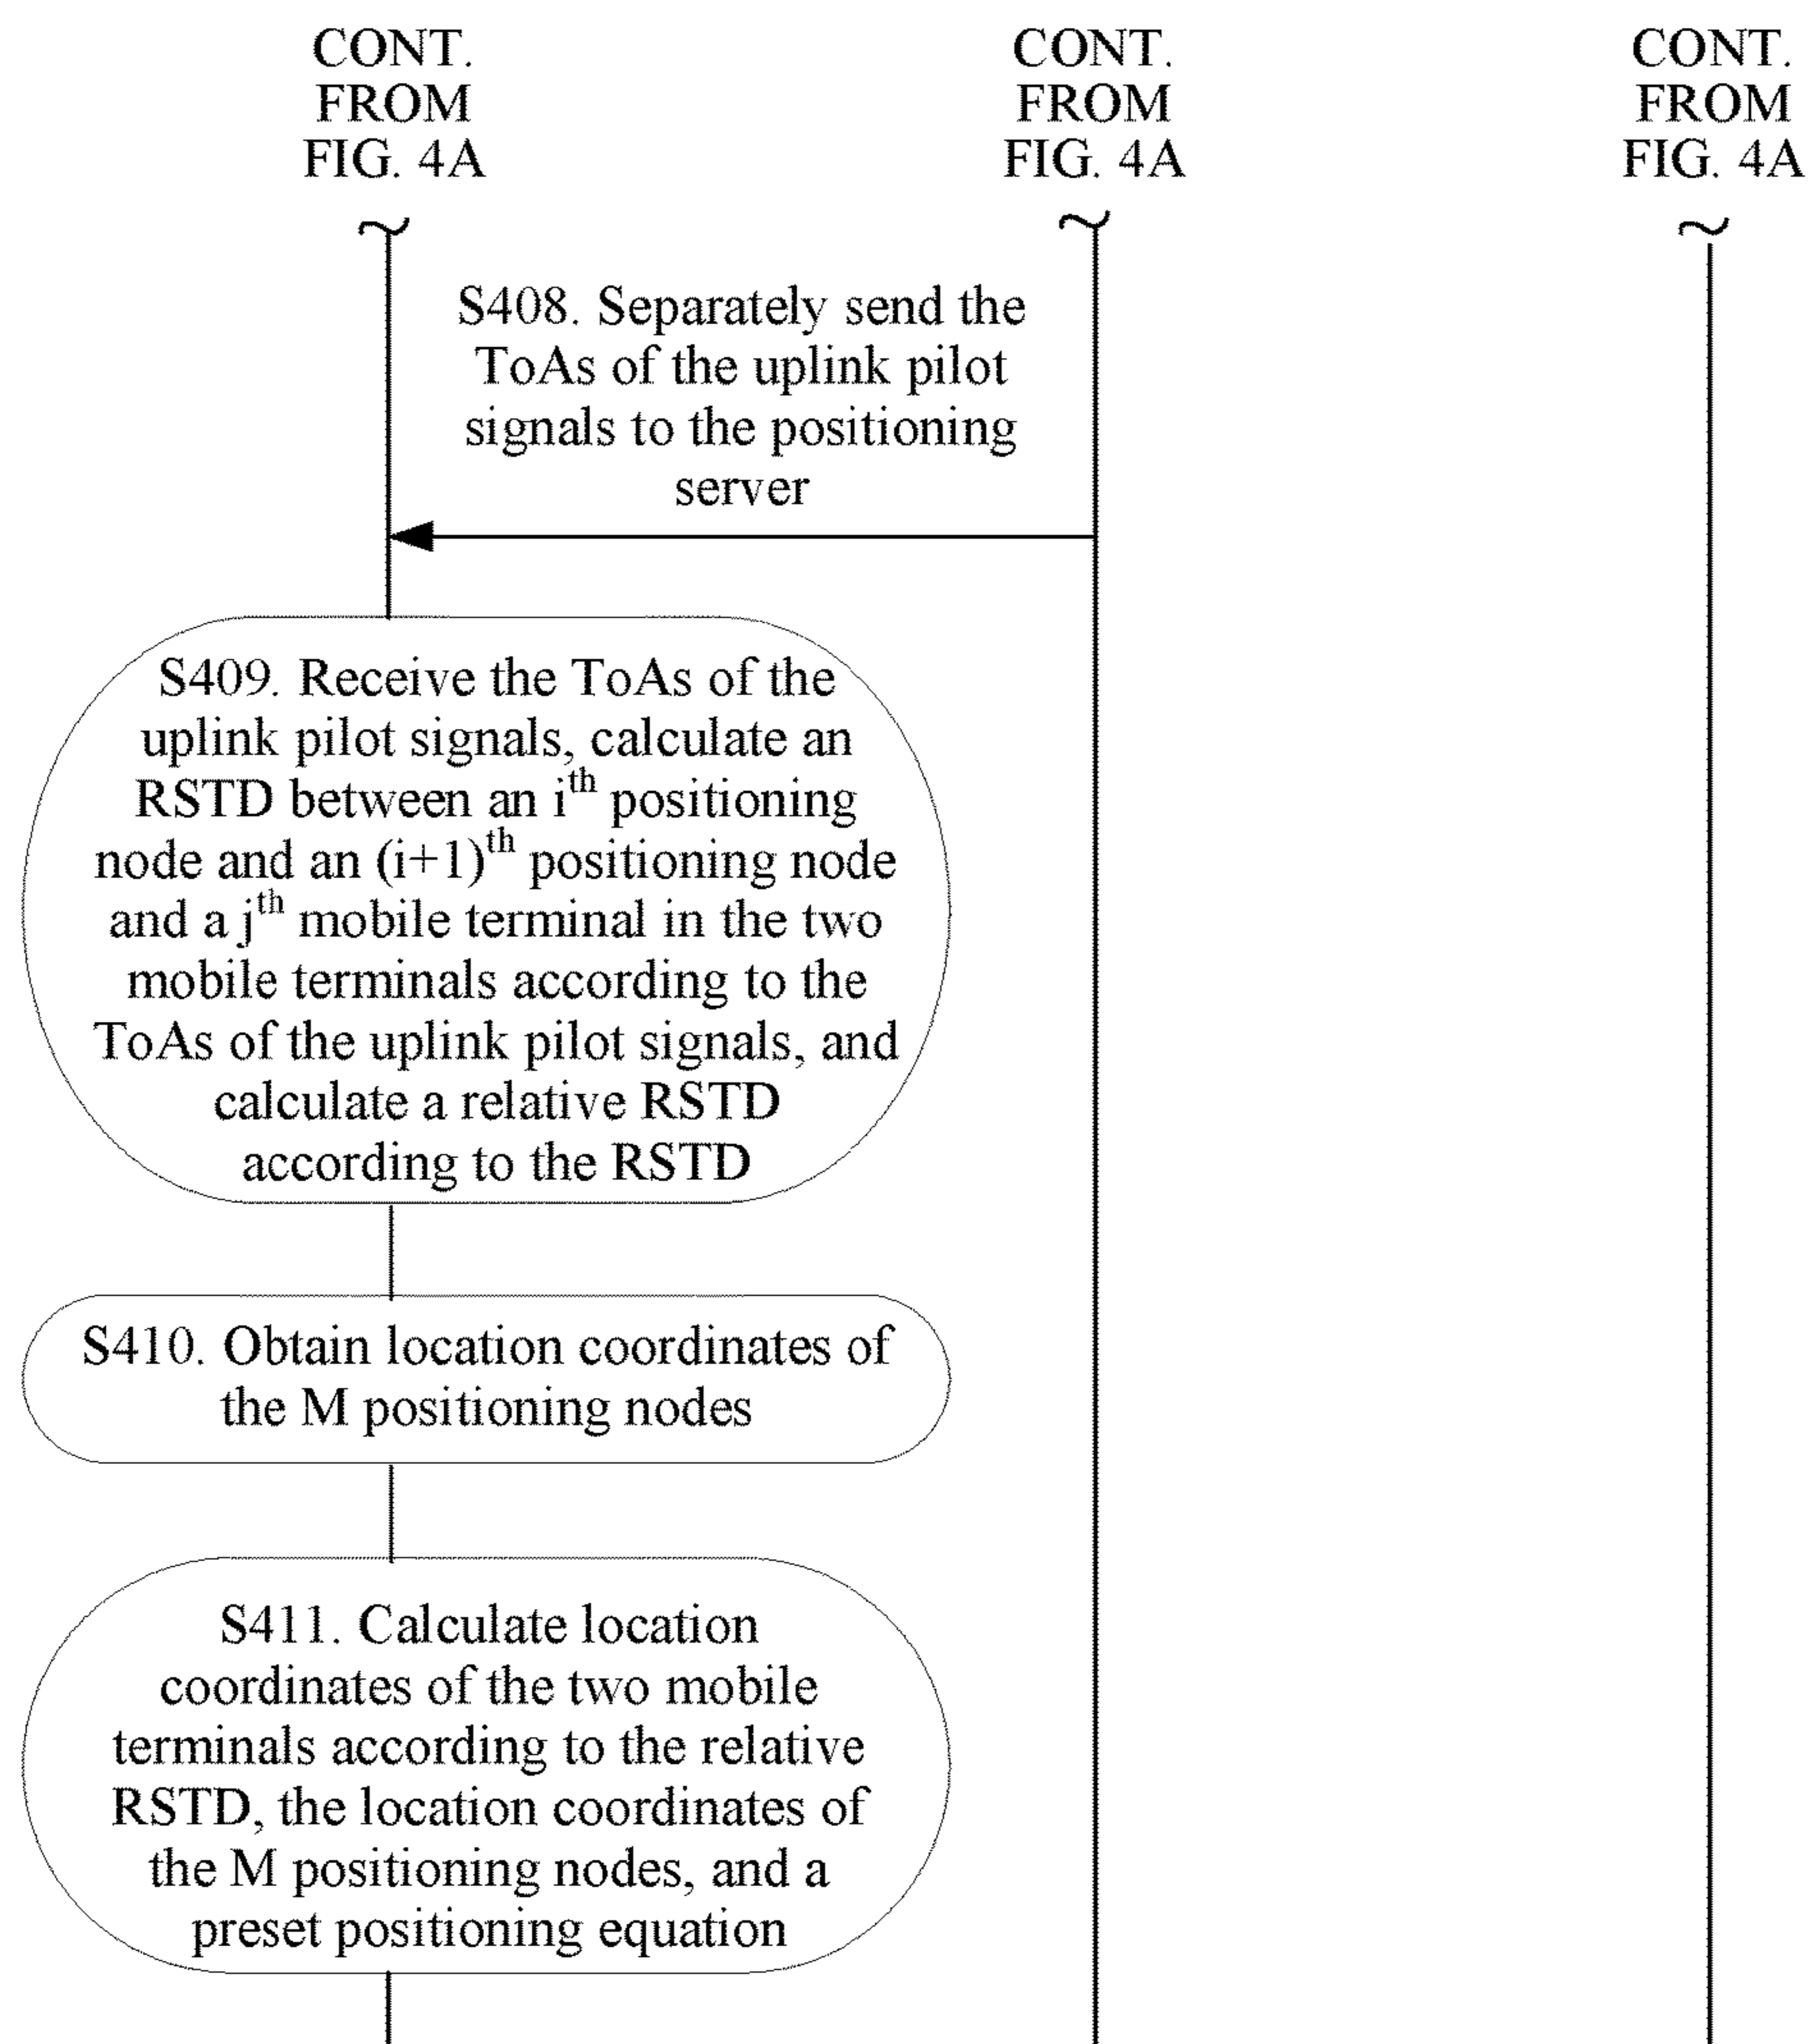 CONT.
FROM
FIG. 4A
CONT.
FROM
FIG. 4A
CONT.
FROM
FIG. 4A
S408. Separately send the
ToAs of the uplink pilot
signals to the positioning
server
S409. Receive the ToAs of the
uplink pilot signals, calculate an
RSTD between an i^th positioning
node and an (i+1)^th positioning node
and a j^th mobile terminal in the two
mobile terminals according to the
ToAs of the uplink pilot signals, and
calculate a relative RSTD
according to the RSTD
S410. Obtain location coordinates of
the M positioning nodes
S411. Calculate location
coordinates of the two mobile
terminals according to the relative
RSTD, the location coordinates of
the M positioning nodes, and a
preset positioning equation